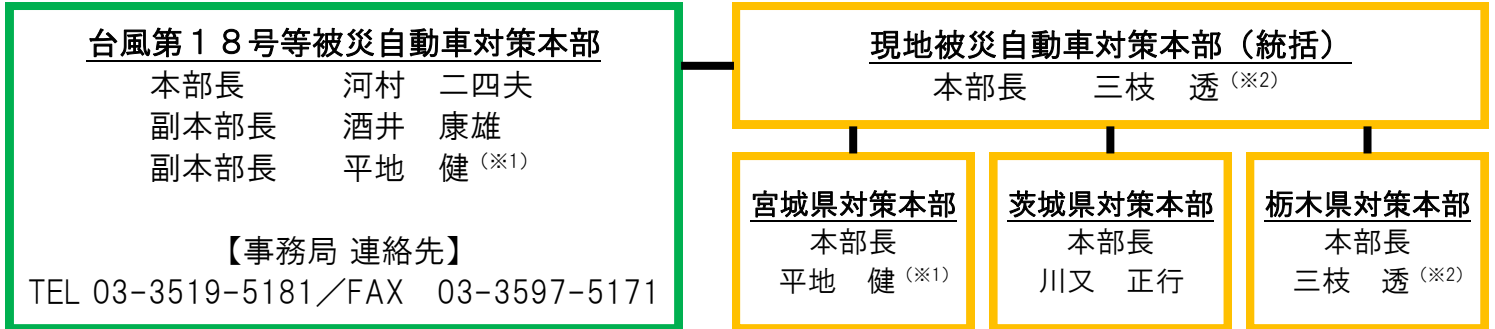 台風第１８号等被災自動車対策本部
本部長　　　河村　二四夫
副本部長　　酒井　康雄
副本部長　　平地　健（※1）
【事務局 連絡先】
TEL 03-3519-5181／FAX　03-3597-5171
現地被災自動車対策本部（統括）
本部長　　三枝　透（※2）
宮城県対策本部
本部長
平地　健（※1）
茨城県対策本部
本部長
川又　正行
栃木県対策本部
本部長
三枝　透（※2）